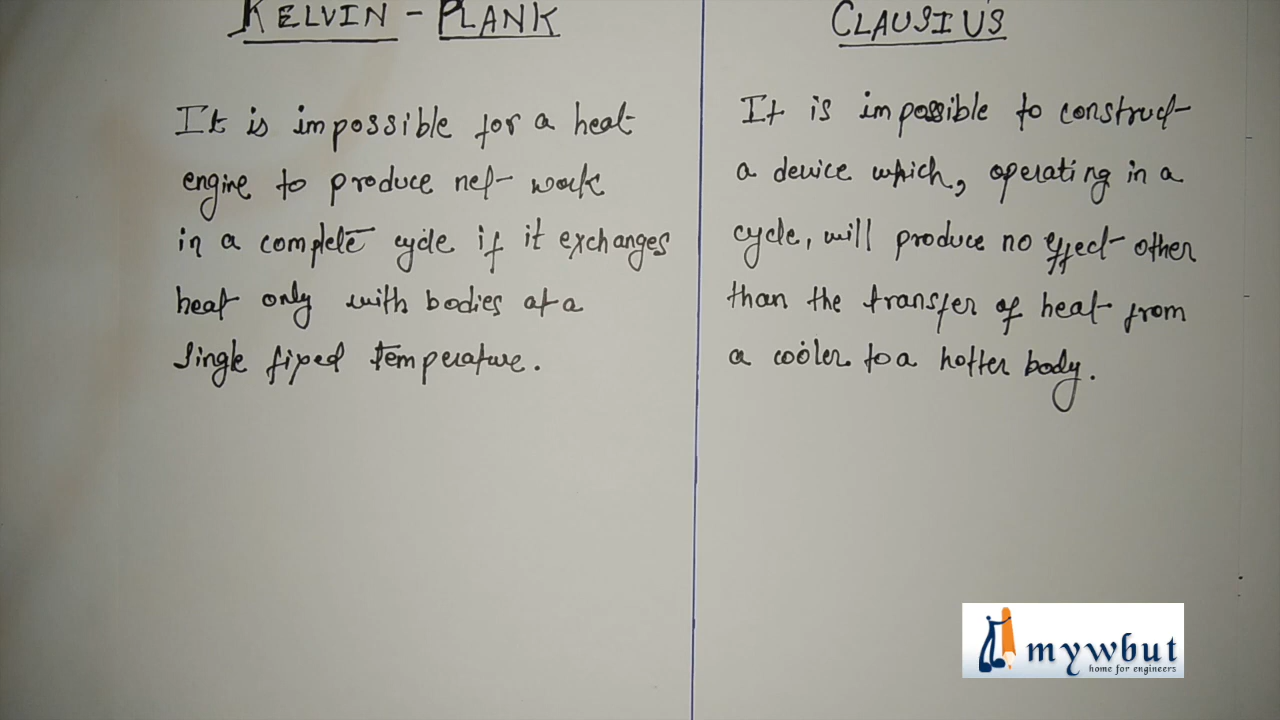 KELVIN - PLANK
It is impossible for a heat
engine to produce net work
in a complete cycle if it exchanges
heat only with bodies at a
single fixed temperature.
CLAUSIUS
It is impossible to construct
a device which, operating in a
cycle, will produce no effect other
than the transfer of heat from
a cooler to a hotter body.
mywbut
home for engineers